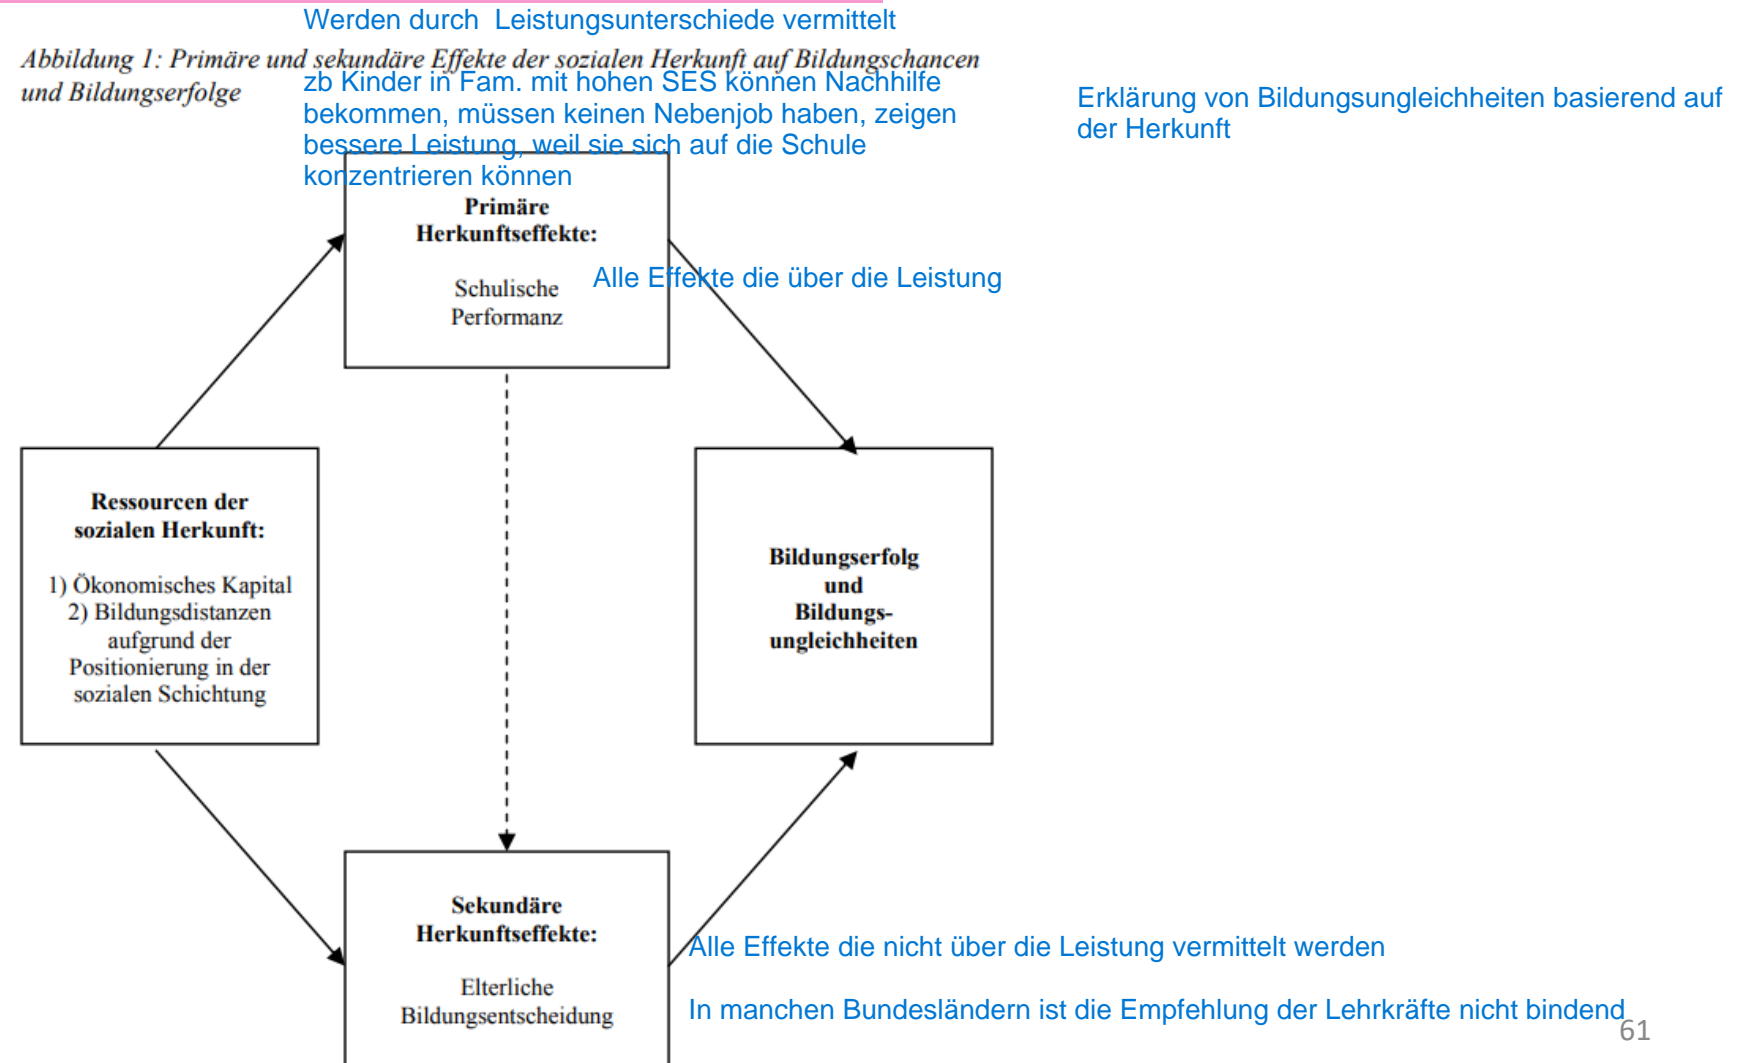 Werden durch  Leistungsunterschiede vermittelt
Abbildung 1: Primäre und sekundäre Effekte der sozialen Herkunft auf Bildungschancen
und Bildungserfolge
zb Kinder in Fam. mit hohen SES können Nachhilfe
bekommen, müssen keinen Nebenjob haben, zeigen
bessere Leistung, weil sie sich auf die Schule
konzentrieren können
Erklärung von Bildungsungleichheiten basierend auf
der Herkunft
Primäre
Herkunftseffekte:
Schulische
Performanz
Alle Effekte die über die Leistung
Ressourcen der
sozialen Herkunft:
1) Ökonomisches Kapital
2) Bildungsdistanzen
aufgrund der
Positionierung in der
sozialen Schichtung
Bildungserfolg
und
Bildungs-
ungleichheiten
Sekundäre
Herkunftseffekte:
Elterliche
Bildungsentscheidung
Alle Effekte die nicht über die Leistung vermittelt werden
In manchen Bundesländern ist die Empfehlung der Lehrkräfte nicht bindend
61